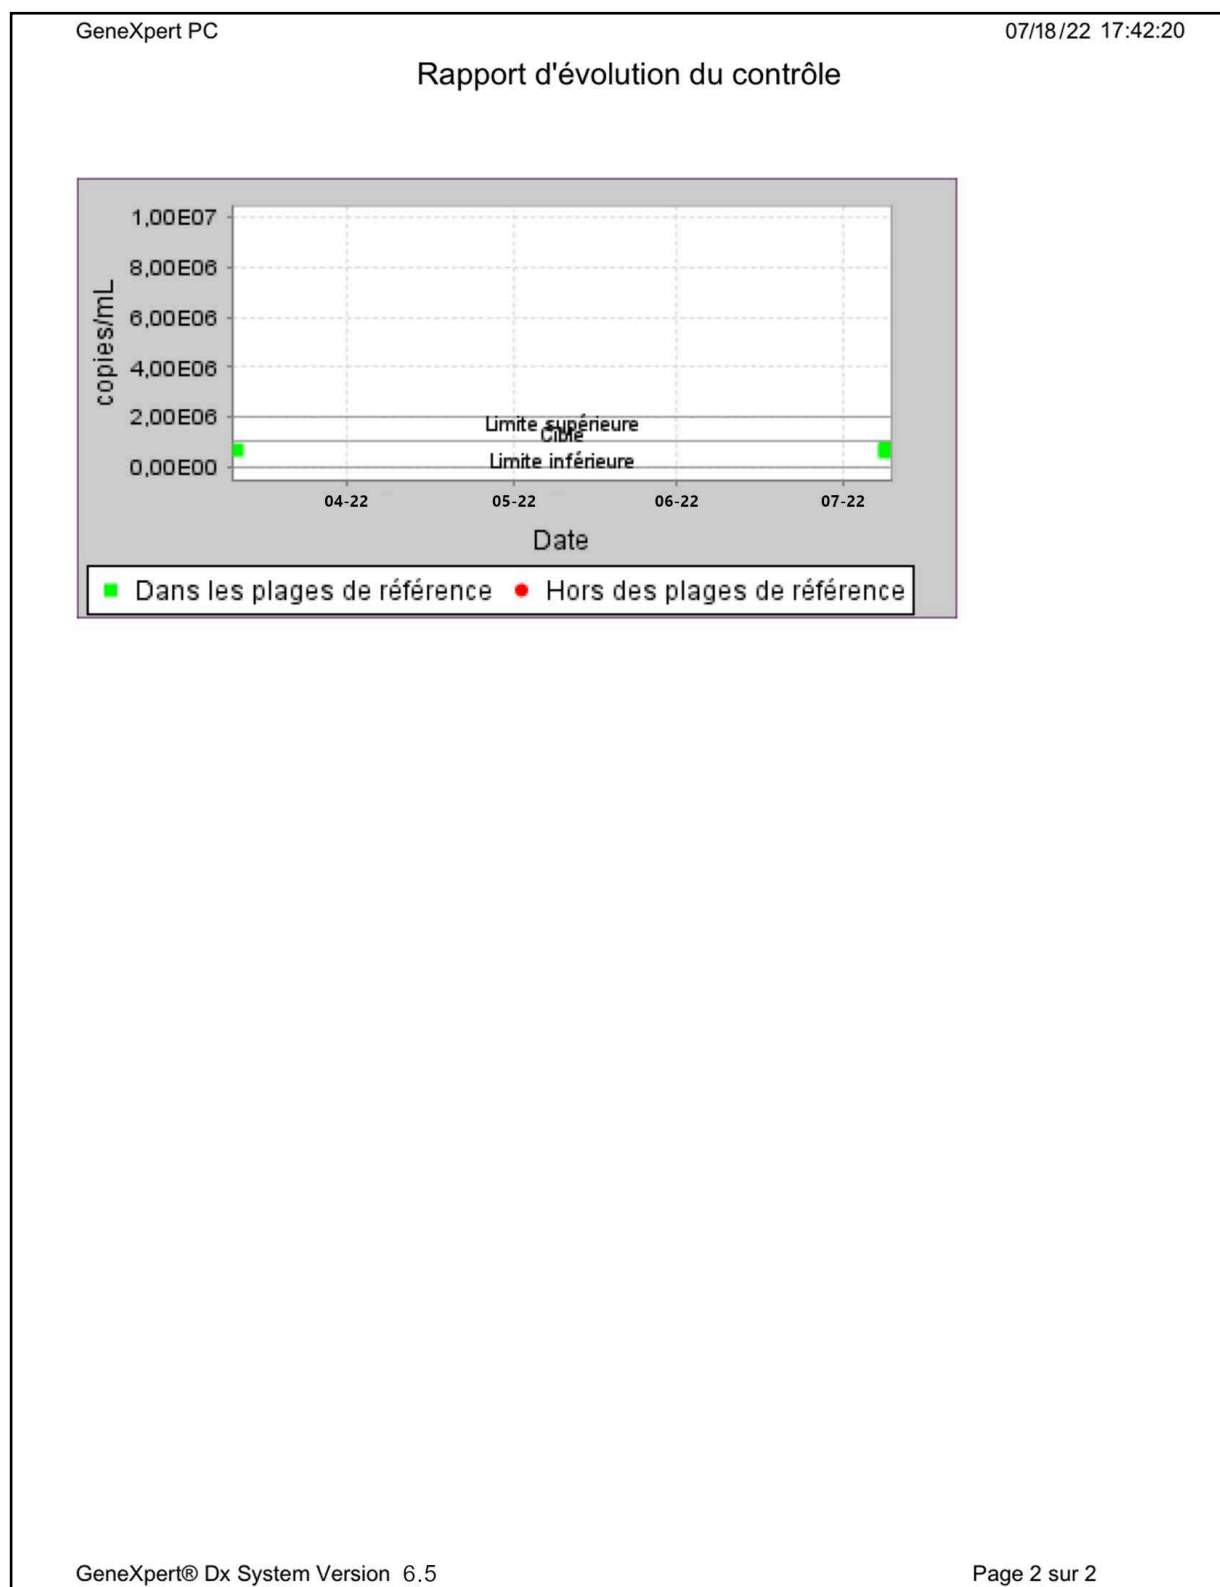 GeneXpert PC 07/18/22 17:42:20
Rapport d'évolution du contrôle
1,00E07
8,00E06
6,00E06
4,00E06
2,00E06
0,00E00
copies/mL
Limite supérieure
Cible
Limite inférieure
04-22 05-22 06-22 07-22
Date
Dans les plages de référence Hors des plages de référence
GeneXpert® Dx System Version 6.5 Page 2 sur 2